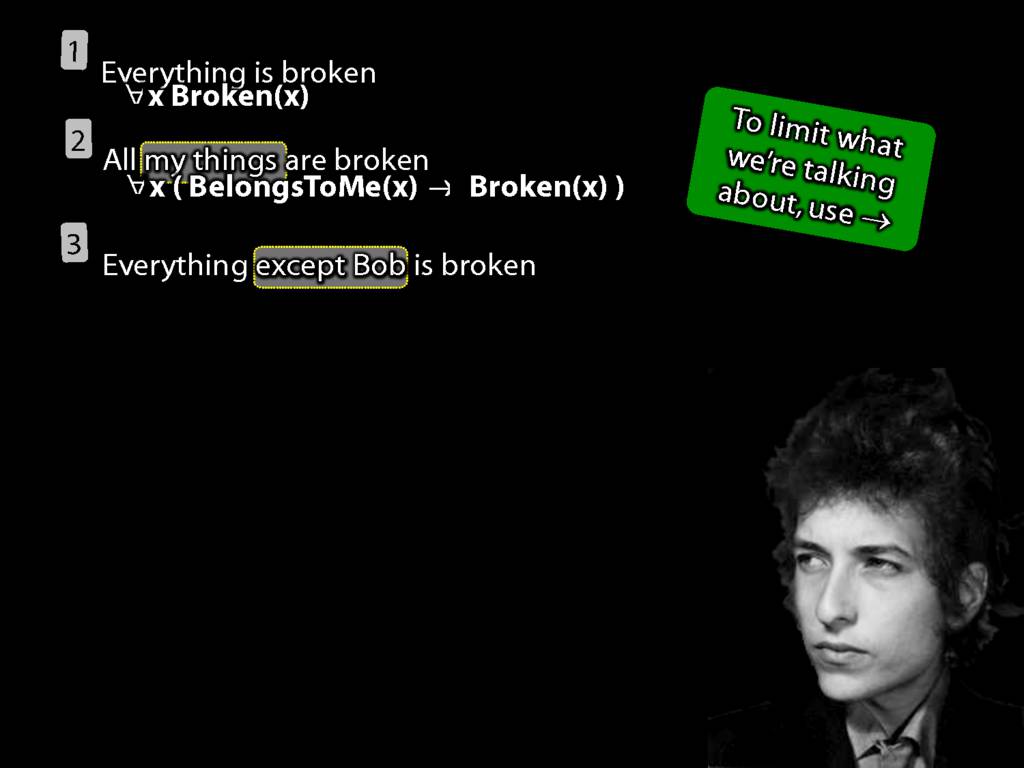 1
Everything is broken
∀x Broken(x)
2
All my things are broken
∀x ( BelongsToMe(x) → Broken(x) )
3
Everything except Bob is broken
To limit what
we're talking
about, use →